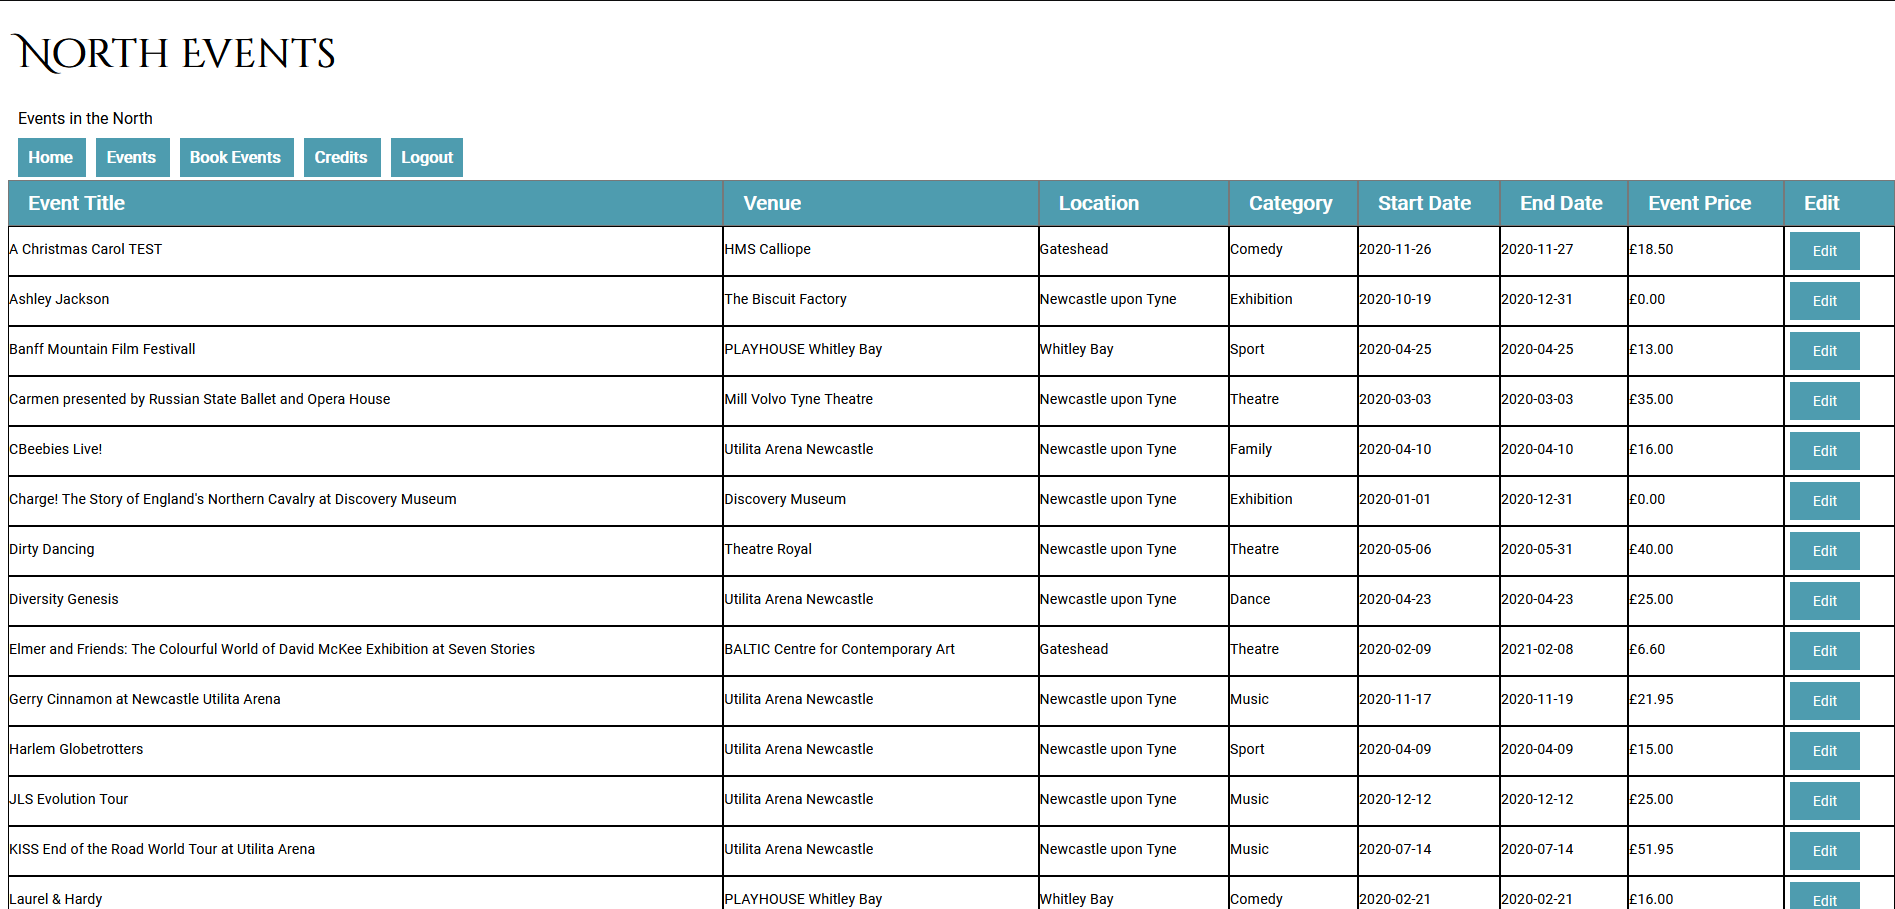 North Events
Events in the North
Home Events Book Events Credits Logout
Event Title Venue Location Category Start Date End Date Event Price Edit
A Christmas Carol TEST HMS Calliope Gateshead Comedy 2020-11-26 2020-11-27 £18.50 Edit
Ashley Jackson The Biscuit Factory Newcastle upon Tyne Exhibition 2020-10-19 2020-12-31 £0.00 Edit
Banff Mountain Film Festivall PLAYHOUSE Whitley Bay Whitley Bay Sport 2020-04-25 2020-04-25 £13.00 Edit
Carmen presented by Russian State Ballet and Opera House Mill Volvo Tyne Theatre Newcastle upon Tyne Theatre 2020-03-03 2020-03-03 £35.00 Edit
CBeebies Live! Utilita Arena Newcastle Newcastle upon Tyne Family 2020-04-10 2020-04-10 £16.00 Edit
Charge! The Story of England's Northern Cavalry at Discovery Museum Discovery Museum Newcastle upon Tyne Exhibition 2020-01-01 2020-12-31 £0.00 Edit
Dirty Dancing Theatre Royal Newcastle upon Tyne Theatre 2020-05-06 2020-05-31 £40.00 Edit
Diversity Genesis Utilita Arena Newcastle Newcastle upon Tyne Dance 2020-04-23 2020-04-23 £25.00 Edit
Elmer and Friends: The Colourful World of David McKee Exhibition at Seven Stories BALTIC Centre for Contemporary Art Gateshead Theatre 2020-02-09 2021-02-08 £6.60 Edit
Gerry Cinnamon at Newcastle Utilita Arena Utilita Arena Newcastle Newcastle upon Tyne Music 2020-11-17 2020-11-19 £21.95 Edit
Harlem Globetrotters Utilita Arena Newcastle Newcastle upon Tyne Sport 2020-04-09 2020-04-09 £15.00 Edit
JLS Evolution Tour Utilita Arena Newcastle Newcastle upon Tyne Music 2020-12-12 2020-12-12 £25.00 Edit
KISS End of the Road World Tour at Utilita Arena Utilita Arena Newcastle Newcastle upon Tyne Music 2020-07-14 2020-07-14 £51.95 Edit
Laurel & Hardy PLAYHOUSE Whitley Bay Whitley Bay Comedy 2020-02-21 2020-02-21 £16.00 Edit